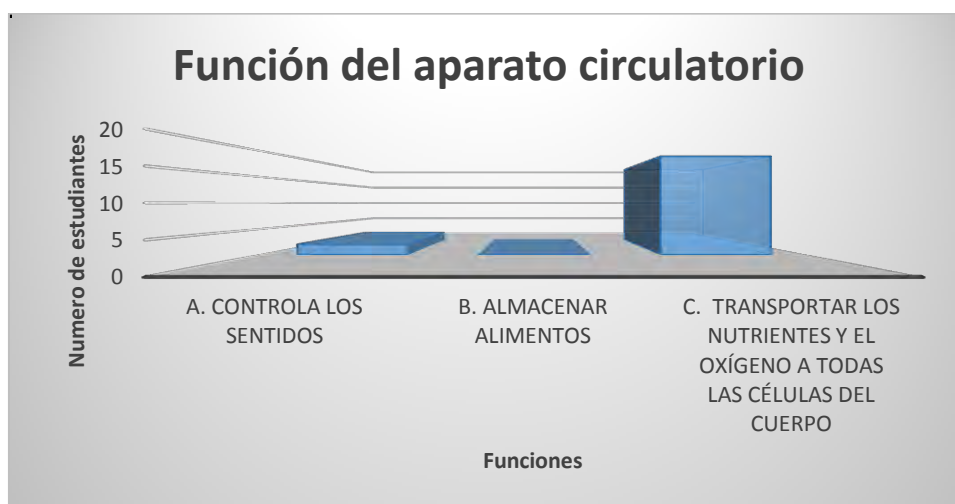 Función del aparato circulatorio
Numero de estudiantes
20
15
10
5
0
A. CONTROLA LOS
SENTIDOS
B. ALMACENAR
ALIMENTOS
C. TRANSPORTAR LOS
NUTRIENTES Y EL
OXÍGENO A TODAS
LAS CÉLULAS DEL
CUERPO
Funciones